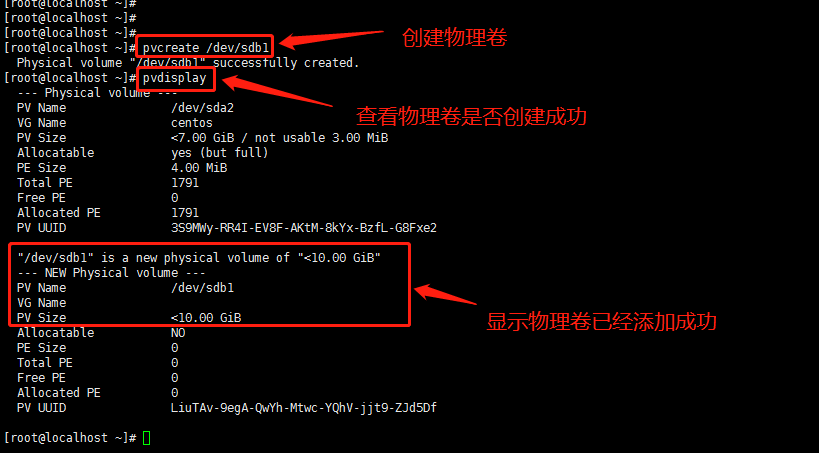 [root@localhost ~]#
[root@localhost ~]#
[root@localhost ~]#
[root@localhost ~]# pvcreate /dev/sdb1
创建物理卷
Physical volume "/dev/sdb1" successfully created.
[root@localhost ~]# pvdisplay
--- Physical volume ---
PV Name /dev/sda2
查看物理卷是否创建成功
VG Name centos
PV Size <7.00 GiB / not usable 3.00 MiB
Allocatable yes (but full)
PE Size 4.00 MiB
Total PE 1791
Free PE 0
Allocated PE 1791
PV UUID 3S9MWy-RR4I-EV8F-AKtM-8kYx-BzfL-G8Fxe2
"/dev/sdb1" is a new physical volume of "<10.00 GiB"
--- NEW Physical volume ---
PV Name /dev/sdb1
VG Name
PV Size <10.00 GiB
显示物理卷已经添加成功
Allocatable NO
PE Size 0
Total PE 0
Free PE 0
Allocated PE 0
PV UUID LiuTAv-9egA-QwYh-Mtwc-YQhV-jjt9-ZJd5Df
[root@localhost ~]#